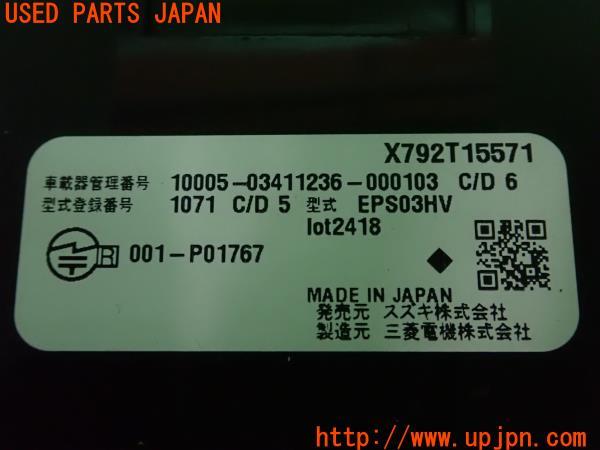 USED PARTS JAPAN
X792T15571
車載器管理番号 10005-03411236-000103 C/D 6
型式登録番号 1071 C/D 5 型式 EPS03HV
lot2418
R 001-P01767
MADE IN JAPAN
発売元 スズキ株式会社
製造元 三菱電機株式会社
UPJ
http://www.upjpn.com